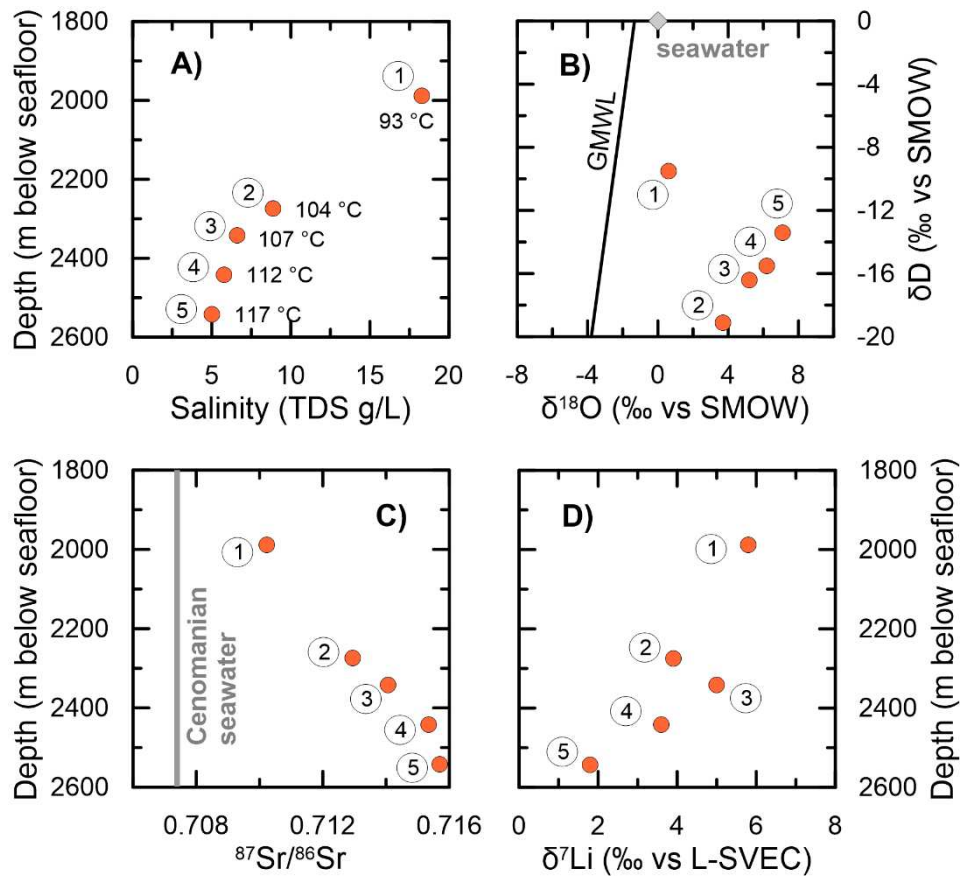 A)
1800
2000
2200
2400
2600
Depth (m below seafloor)
1
93 °C
2
104 °C
3
107 °C
4
112 °C
5
117 °C
0
5
10
15
20
Salinity (TDS g/L)
B)
seawater
GMWL
1
5
4
3
2
0
-4
-8
-12
-16
-20
δD (‰ vs SMOW)
-8
-4
0
4
8
δ¹⁸O (‰ vs SMOW)
C)
1800
2000
2200
2400
2600
Depth (m below seafloor)
Cenomanian
seawater
1
2
3
4
5
0.708
0.712
0.716
⁸⁷Sr/⁸⁶Sr
D)
1
2
3
4
5
1800
2000
2200
2400
2600
Depth (m below seafloor)
0
2
4
6
8
δ⁷Li (‰ vs L-SVEC)